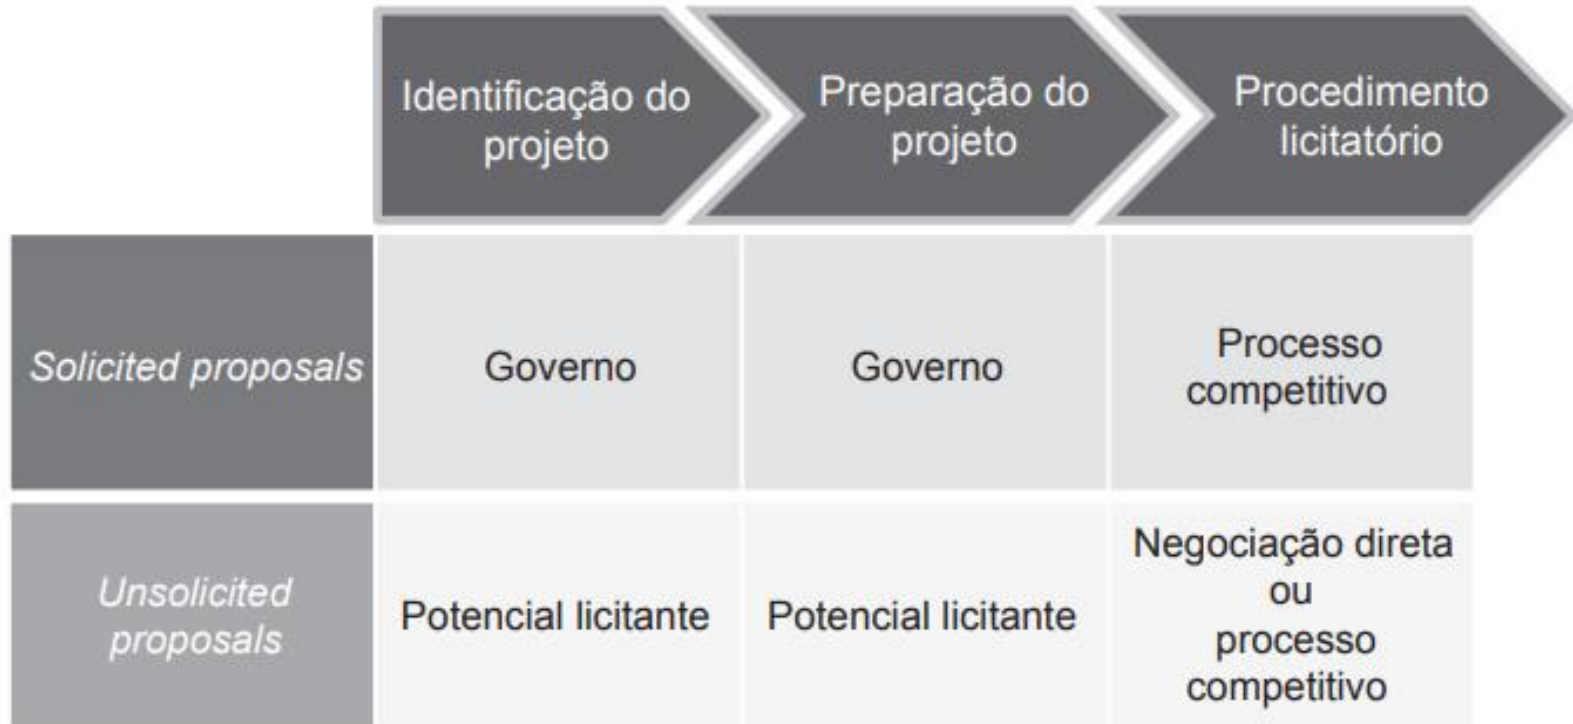 Identificação do
projeto
Preparação do
projeto
Procedimento
licitatório
Solicited proposals
Governo
Governo
Processo
competitivo
Unsolicited
proposals
Potencial licitante
Potencial licitante
Negociação direta
ou
processo
competitivo